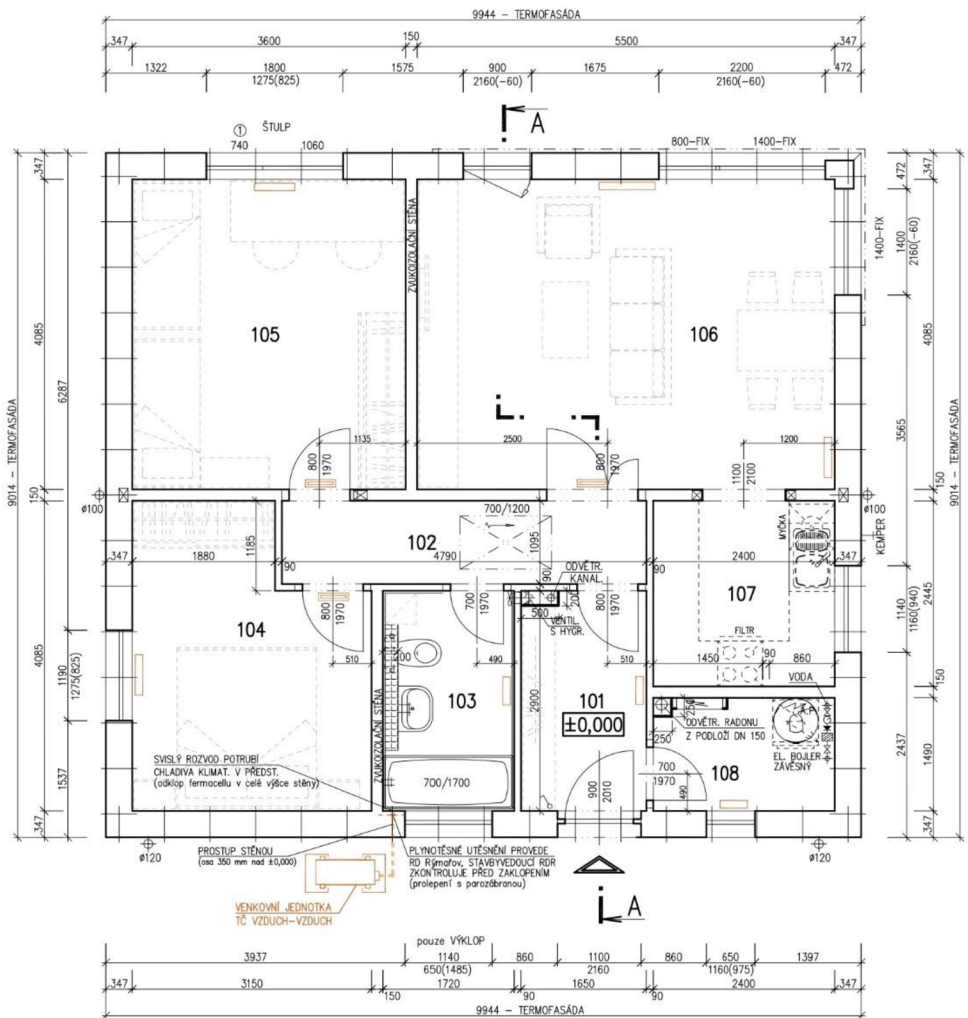 9944 – TERMOFASÁDA
347 3600 150 5500 347
1322 1800 1575 900 1675 2200 472
1275(825) 2160(-60) 2160(-60)
A
① ŠTULP
740 1060
800-FIX 1400-FIX
347
472
347
ZVUKOIZOLAČNÍ STĚNA
1400-FIX
1400
2160(-60)
9014 – TERMOFASÁDA
4085
6287
105
106
4085
3565
9014 – TERMOFASÁDA
1135
2500
1200
800
1970
800
1970
1100
2100
150
ø100
ø100
150
KEMPER
700/1200
MYČKA
102
1185
1095
347 1880 90 4790 90 2400 347
ODVĚTR.
KANAL.
90
800
1970
700
1970
200
800
1970
500
VENTIL.
S HYGR.
107
1140
1160(940)
2445
104
4085
1190
1275(825)
FILTR
510
200
490
510
1450 90 860
103
101
±0,000
2900
VODA
150
250
250
ODVĚTR. RADONU
Z PODLOŽÍ DN 150
EL. BOJLER
ZÁVĚSNÝ
2437
1490
ZVUKOIZOLAČNÍ STĚNA
SVISLÝ ROZVOD POTRUBÍ
CHLADIVA KLIMAT. V PŘEDST.
(odklop fermacellu v celé výšce stěny)
1537
700/1700
900
2010
700
1970
490
108
347
347
ø120
ø120
PROSTUP STĚNOU
(osa 350 mm nad ±0,000)
PLYNOTĚSNÉ UTĚSNĚNÍ PROVEDE
RD Rýmařov, STAVBYVEDOUCÍ RDR
ZKONTROLUJE PŘED ZAKLOPENÍM
(prolepení s parozábranou)
VENKOVNÍ JEDNOTKA
TČ VZDUCH–VZDUCH
A
pouze VÝKLOP
3937 1140 860 1100 860 650 1397
650(1485) 2160 1160(975)
347 3150 150 1720 90 1650 90 2400 347
9944 – TERMOFASÁDA